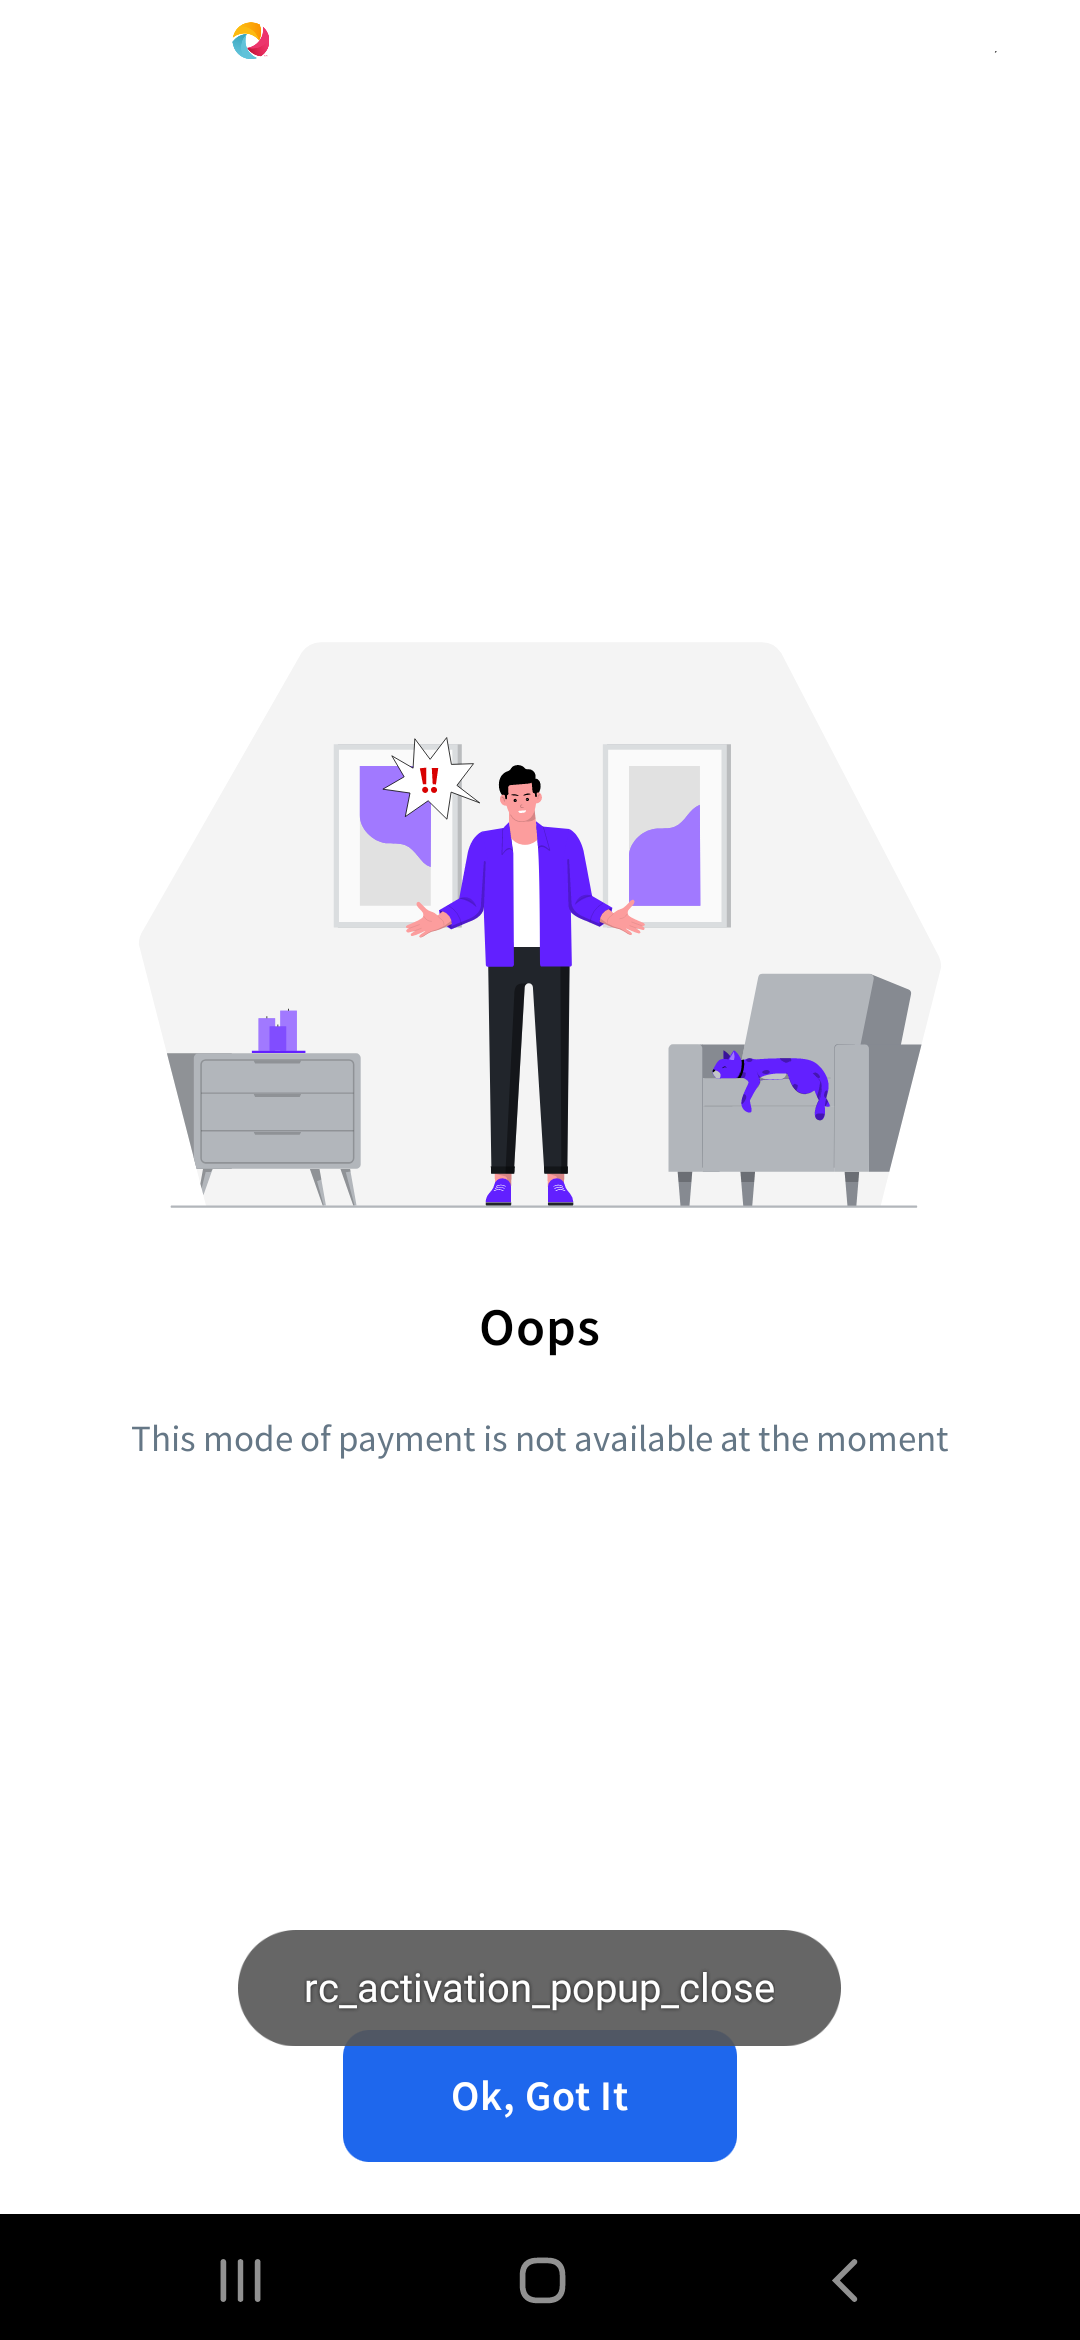 !!
Oops
This mode of payment is not available at the moment
rc_activation_popup_close
Ok, Got It